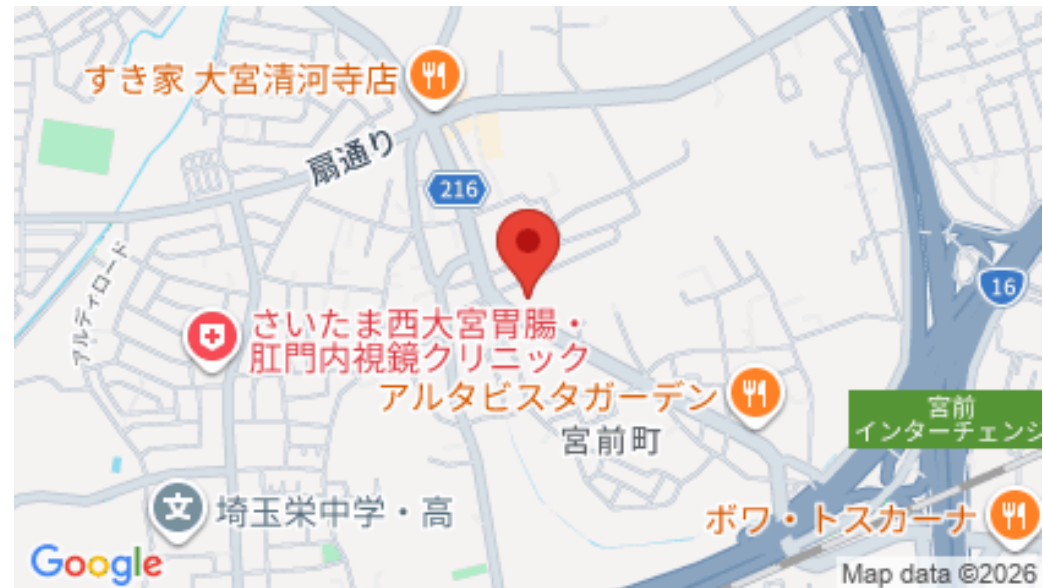 すき家 大宮清河寺店
扇通り
216
アルディロード
16
さいたま西大宮胃腸・
肛門内視鏡クリニック
アルタビスタガーデン
宮前
インターチェンジ
宮前町
埼玉栄中学・高
ボワ・トスカーナ
Google
Map data ©2026